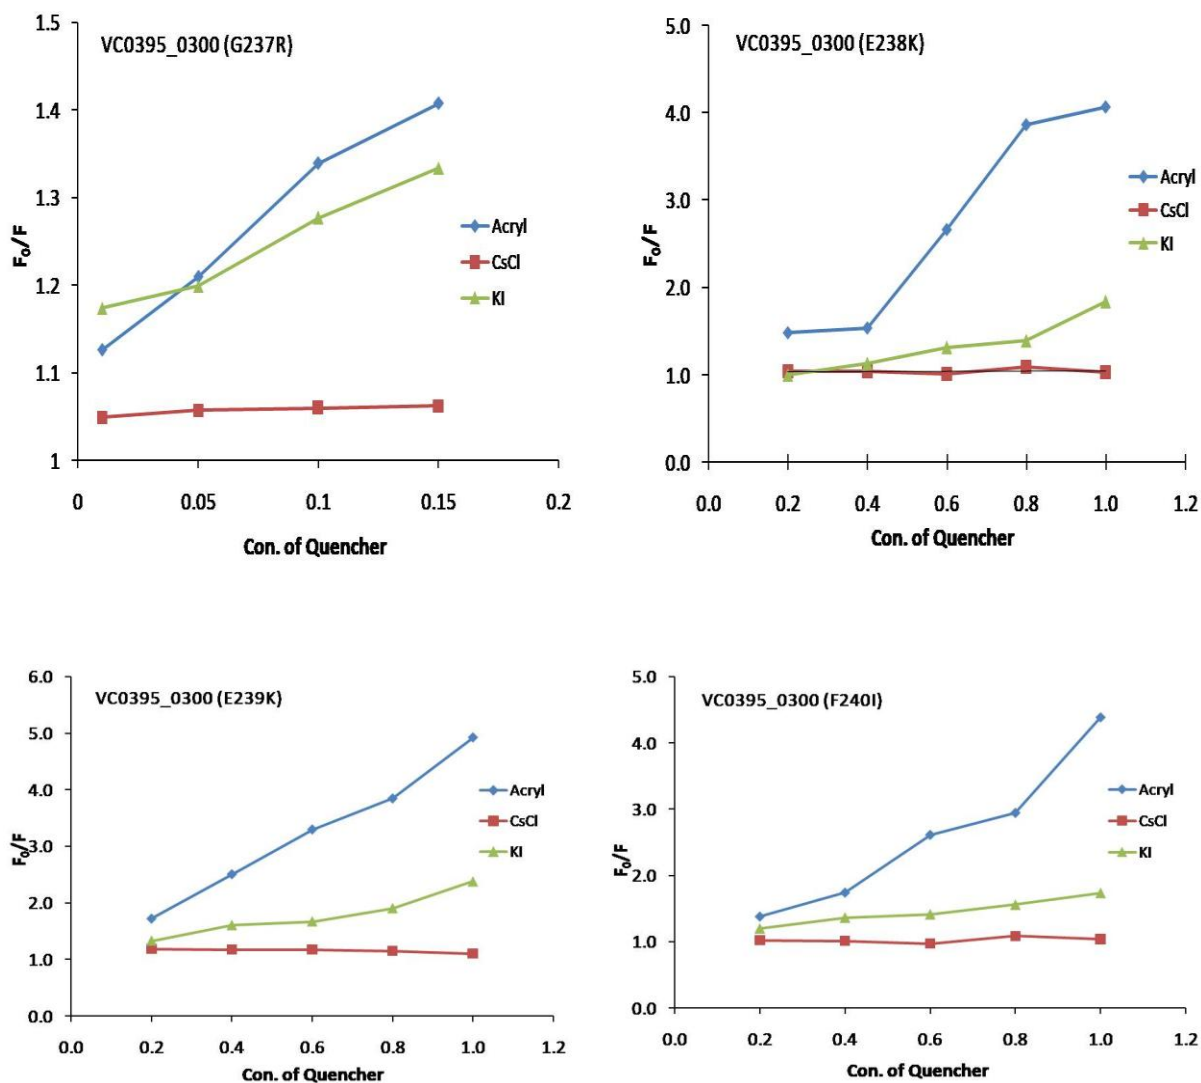 VC0395_0300 (G237R)
1.5
1.4
1.3
1.2
1.1
1
F0/F
0
0.05
0.1
0.15
0.2
Con. of Quencher
Acryl
CsCl
KI
VC0395_0300 (E238K)
5.0
4.0
3.0
2.0
1.0
0.0
F0/F
0.0
0.2
0.4
0.6
0.8
1.0
1.2
Con. of Quencher
Acryl
CsCl
KI
VC0395_0300 (E239K)
6.0
5.0
4.0
3.0
2.0
1.0
0.0
F0/F
0.0
0.2
0.4
0.6
0.8
1.0
1.2
Con. of Quencher
Acryl
CsCl
KI
VC0395_0300 (F240I)
5.0
4.0
3.0
2.0
1.0
0.0
F0/F
0.0
0.2
0.4
0.6
0.8
1.0
1.2
Con. of Quencher
Acryl
CsCl
KI